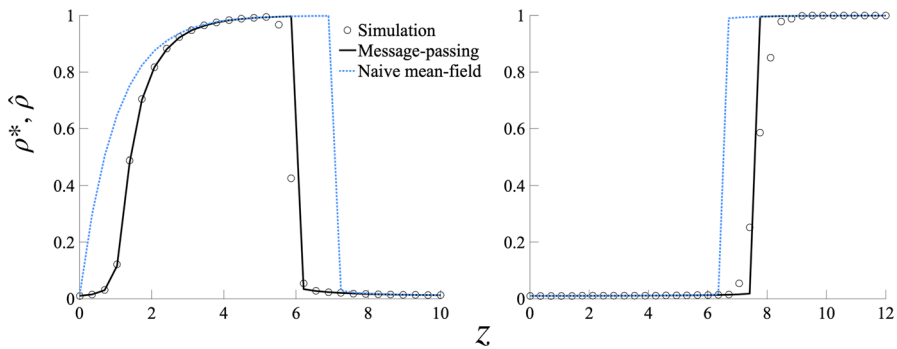 ρ*, ρ̂
1
0.8
0.6
0.4
0.2
0
0 2 4 6 8 10
Simulation
Message-passing
Naive mean-field
1
0.8
0.6
0.4
0.2
0
0 2 4 6 8 10 12
z